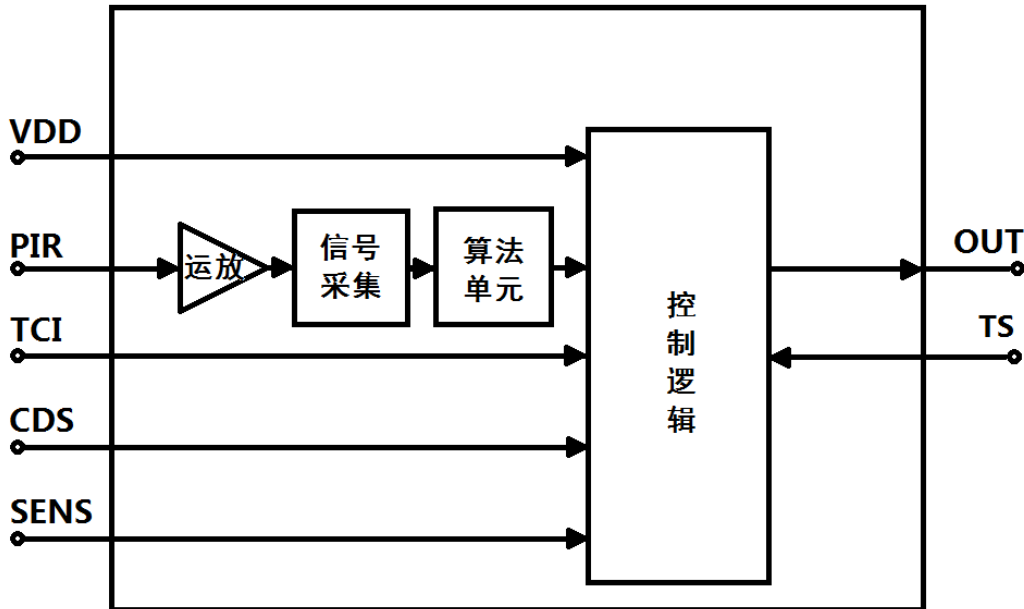 VDD
PIR
运放
信号
采集
算法
单元
OUT
TCI
TS
控
制
逻
辑
CDS
SENS